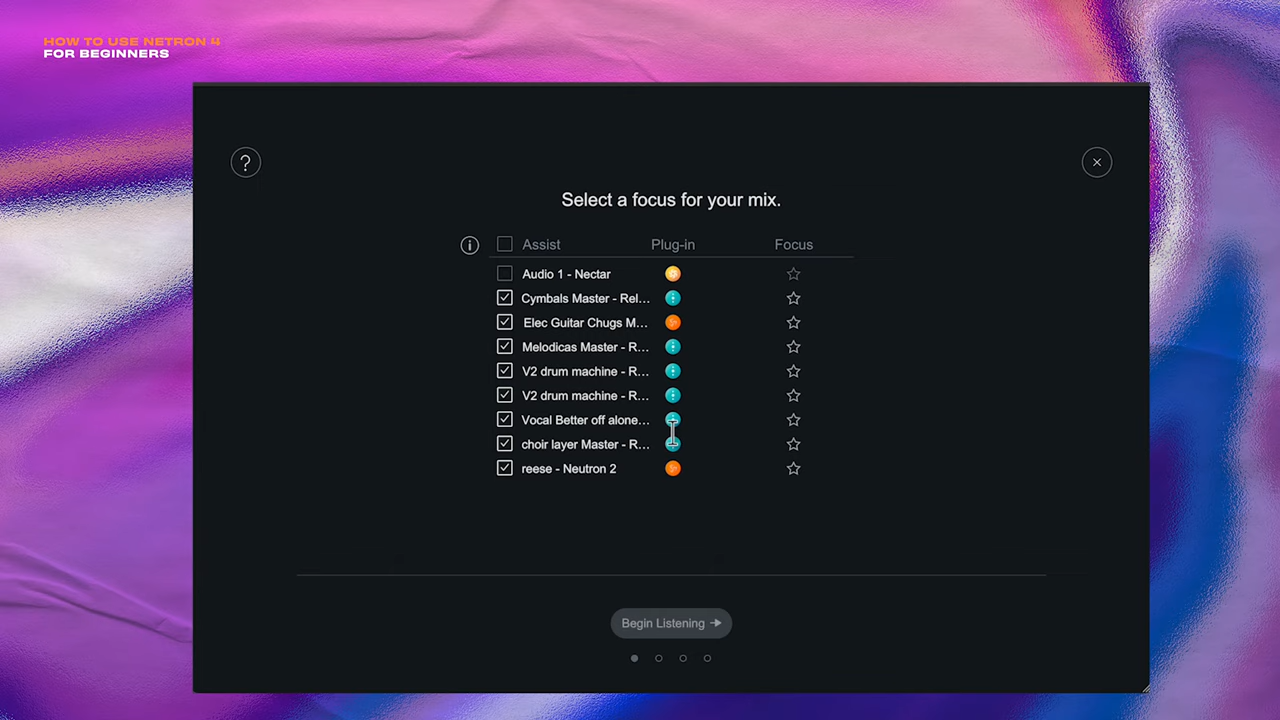 HOW TO USE NETRON 4
FOR BEGINNERS
?
Select a focus for your mix.
i Assist Plug-in Focus
Audio 1 - Nectar
Cymbals Master - Rel...
Elec Guitar Chugs M...
Melodicas Master - R...
V2 drum machine - R...
V2 drum machine - R...
Vocal Better off alone...
choir layer Master - R...
reese - Neutron 2
Begin Listening